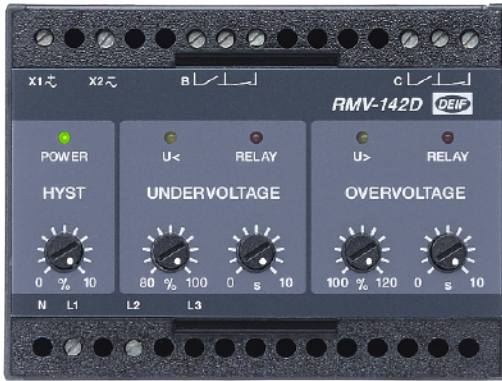 X1 X2 B C
RMV-142D DEIF
POWER U< RELAY U> RELAY
HYST UNDERVOLTAGE OVERVOLTAGE
0 % 10 80 % 100 0 s 10 100 % 120 0 s 10
N L1 L2 L3